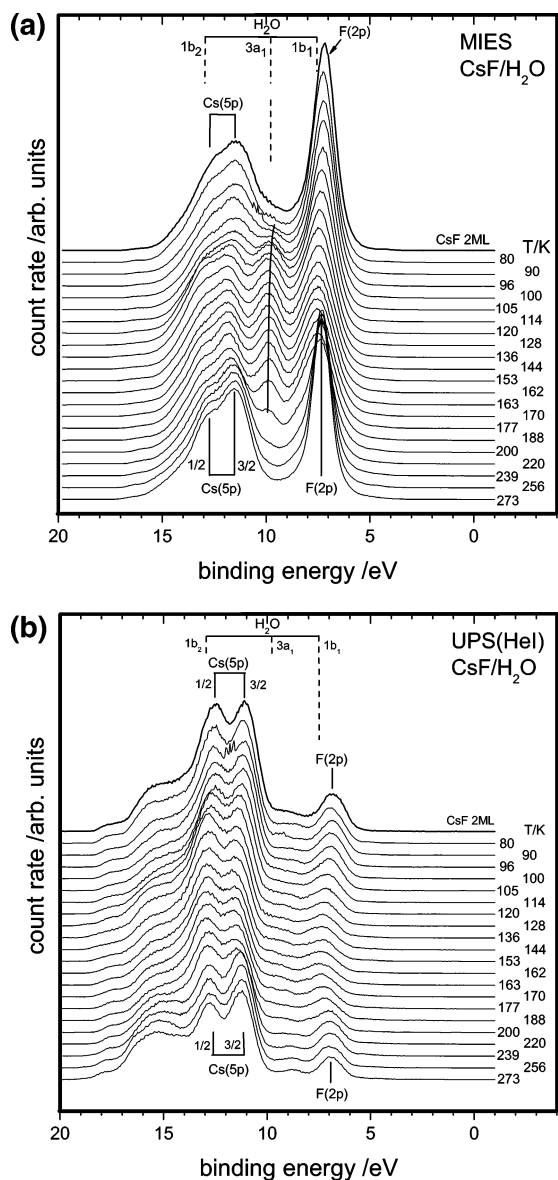 (a)
H₂O
1b₂ 3a₁ 1b₁
F(2p)
MIES
CsF/H₂O
Cs(5p)
CsF 2ML
T/K
80
90
96
100
105
114
120
128
136
144
153
162
163
170
177
188
200
220
239
256
273
1/2 3/2
Cs(5p)
F(2p)
count rate /arb. units
20 15 10 5 0
binding energy /eV
(b)
H₂O
1b₂ 3a₁ 1b₁
UPS(HeI)
CsF/H₂O
Cs(5p)
1/2 3/2
F(2p)
CsF 2ML
T/K
80
90
96
100
105
114
120
128
136
144
153
162
163
170
177
188
200
220
239
256
273
1/2 3/2
Cs(5p)
F(2p)
count rate /arb. units
20 15 10 5 0
binding energy /eV